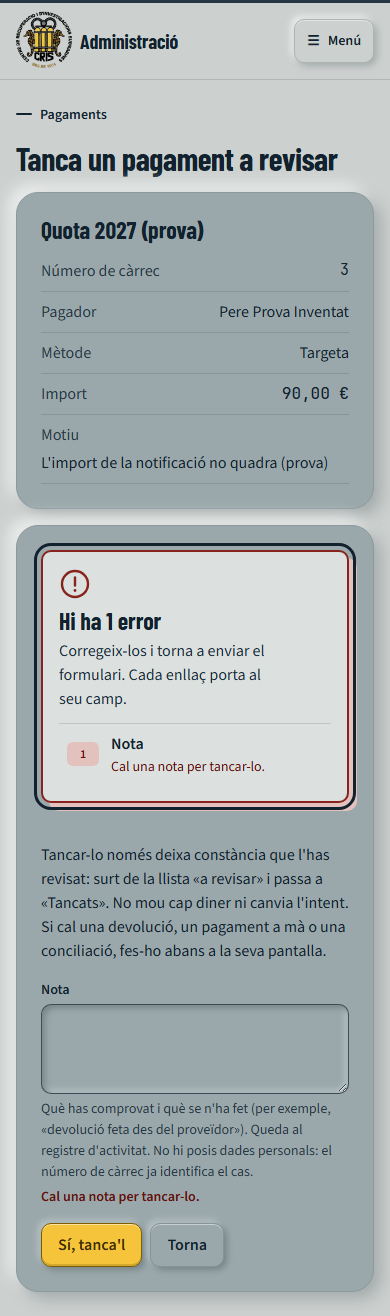 CRIS
Administració
☰ Menú
— Pagaments
Tanca un pagament a revisar
Quota 2027 (prova)
Número de càrrec 3
Pagador Pere Prova Inventat
Mètode Targeta
Import 90,00 €
Motiu
L'import de la notificació no quadra (prova)
Hi ha 1 error
Corregeix-los i torna a enviar el
formulari. Cada enllaç porta al
seu camp.
1 Nota
Cal una nota per tancar-lo.
Tancar-lo només deixa constància que l'has
revisat: surt de la llista «a revisar» i passa a
«Tancats». No mou cap diner ni canvia l'intent.
Si cal una devolució, un pagament a mà o una
conciliació, fes-ho abans a la seva pantalla.
Nota
Què has comprovat i què se n'ha fet (per exemple,
«devolució feta des del proveïdor»). Queda al
registre d'activitat. No hi posis dades personals: el
número de càrrec ja identifica el cas.
Cal una nota per tancar-lo.
Sí, tanca'l Torna